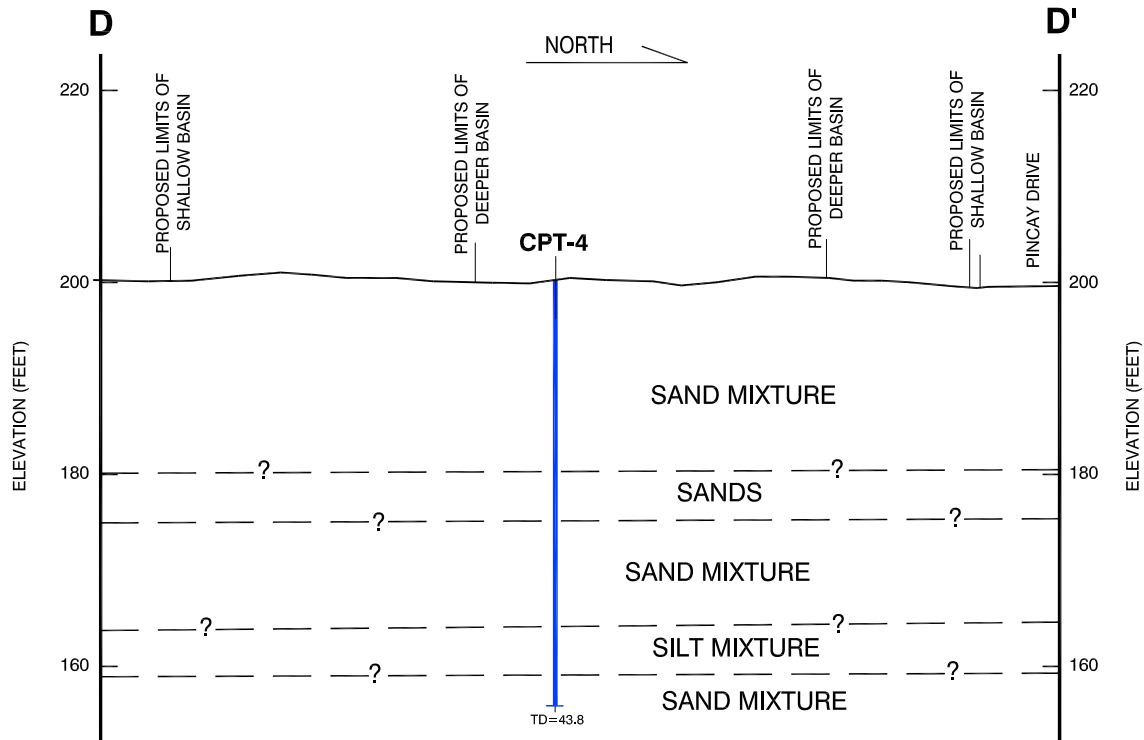 D
D'
NORTH
220
220
PROPOSED LIMITS OF
SHALLOW BASIN
PROPOSED LIMITS OF
DEEPER BASIN
PROPOSED LIMITS OF
DEEPER BASIN
PROPOSED LIMITS OF
SHALLOW BASIN
PINCAY DRIVE
CPT-4
200
200
ELEVATION (FEET)
ELEVATION (FEET)
SAND MIXTURE
180
?
?
180
SANDS
?
?
SAND MIXTURE
?
?
SILT MIXTURE
160
?
?
160
SAND MIXTURE
TD=43.8